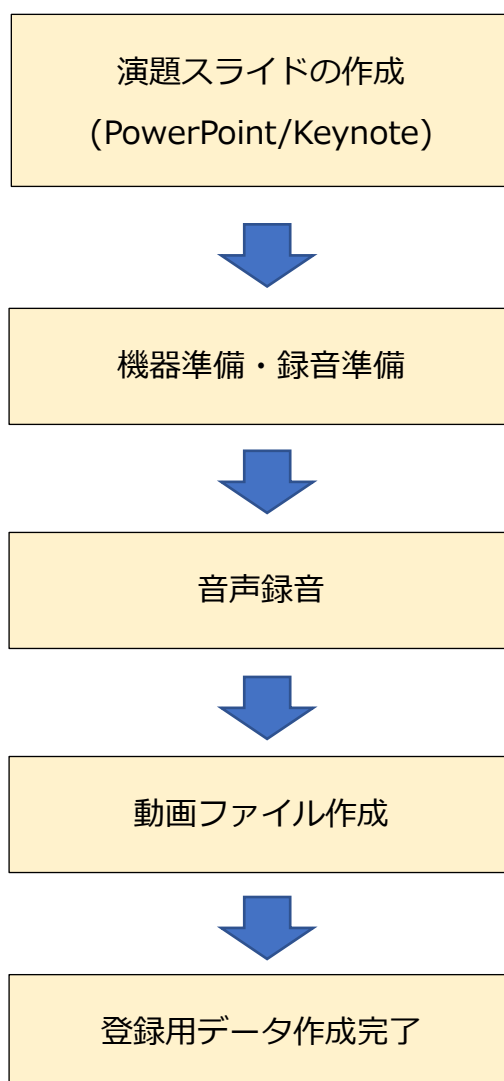 演題スライドの作成
(PowerPoint/Keynote)
機器準備・録音準備
音声録音
動画ファイル作成
登録用データ作成完了